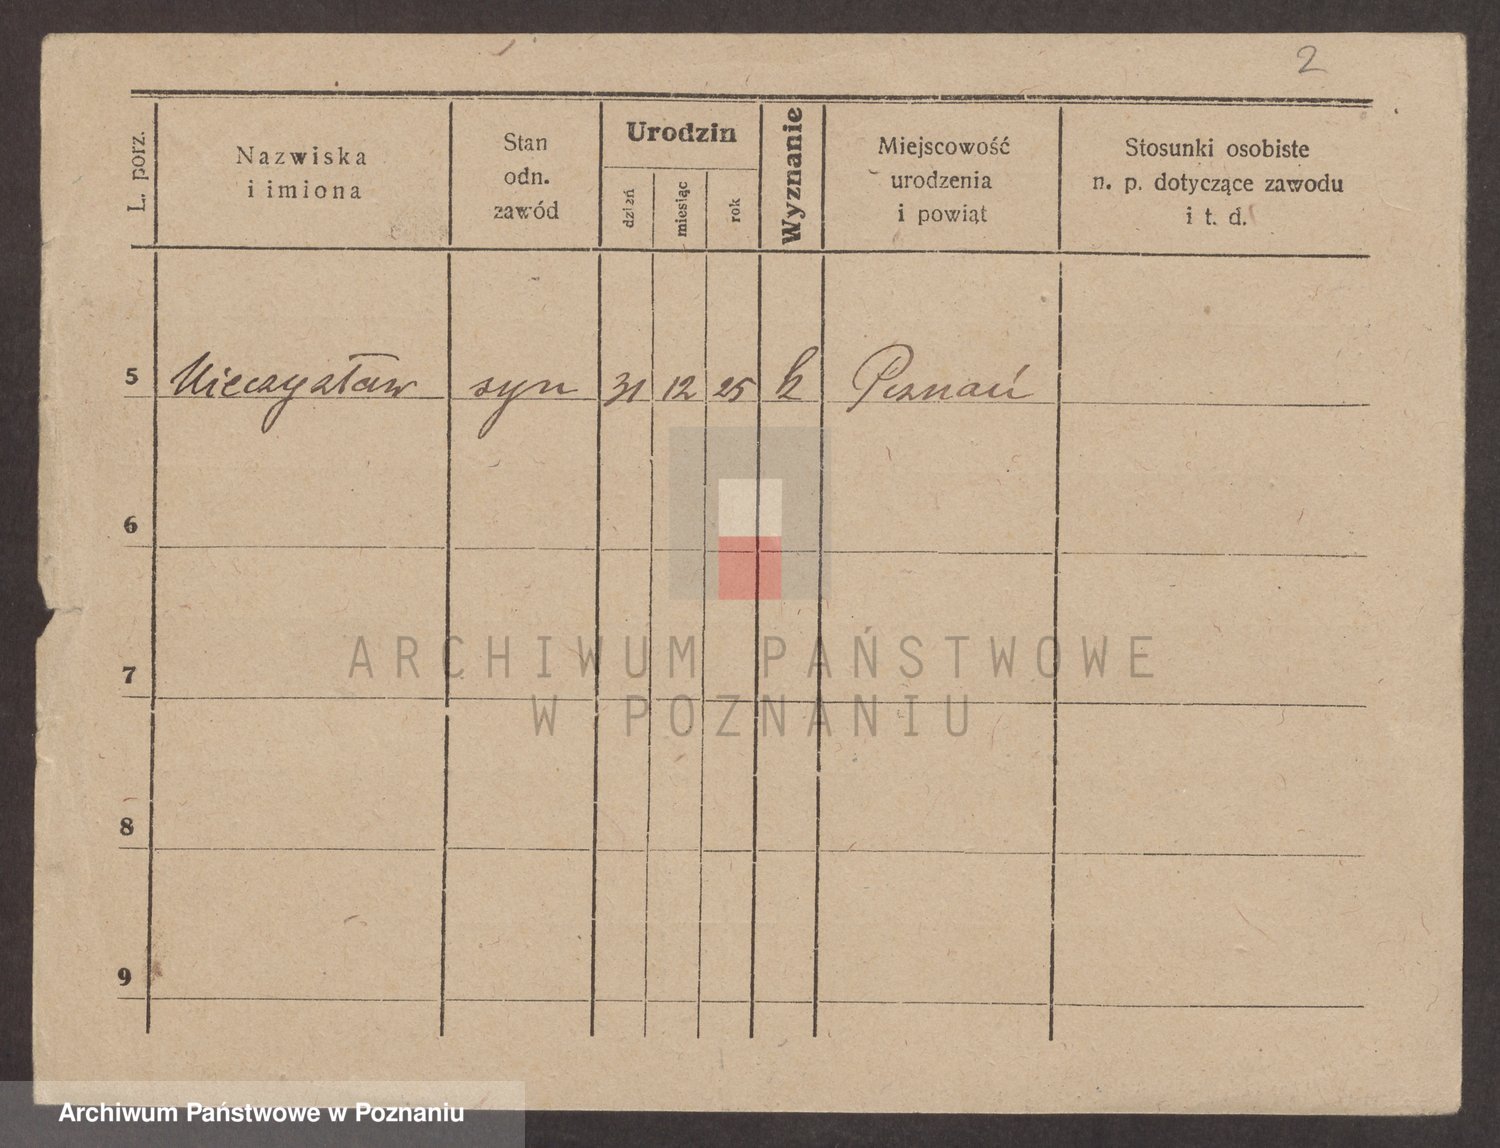 2
L. porz.
Nazwiska
i imiona
Stan
odn.
zawód
Urodzin
dzień
miesiąc
rok
Wyznanie
Miejscowość
urodzenia
i powiąt
Stosunki osobiste
n. p. dotyczące zawodu
i t. d.
5 Mieczysław syn 31 12 25 k Poznań
6
7
8
9
ARCHIWUM PAŃSTWOWE
W POZNANIU
Archiwum Państwowe w Poznaniu